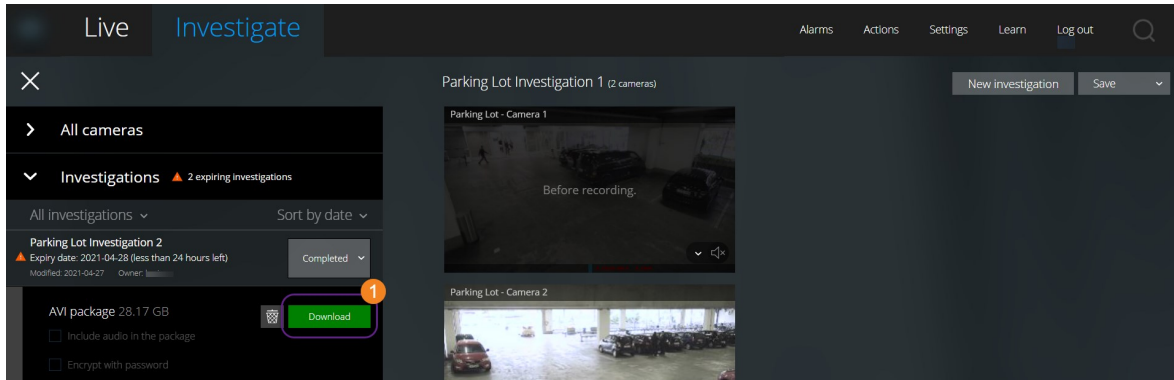 Live Investigate Alarms Actions Settings Learn Log out
Parking Lot Investigation 1 (2 cameras) New investigation Save
All cameras
Investigations 2 expiring investigations
All investigations Sort by date
Parking Lot Investigation 2
Expiry date: 2021-04-28 (less than 24 hours left)
Modified: 2021-04-27 Owner:
Completed
1
AVI package 28.17 GB Download
Include audio in the package
Encrypt with password
Parking Lot - Camera 1
Before recording.
Parking Lot - Camera 2